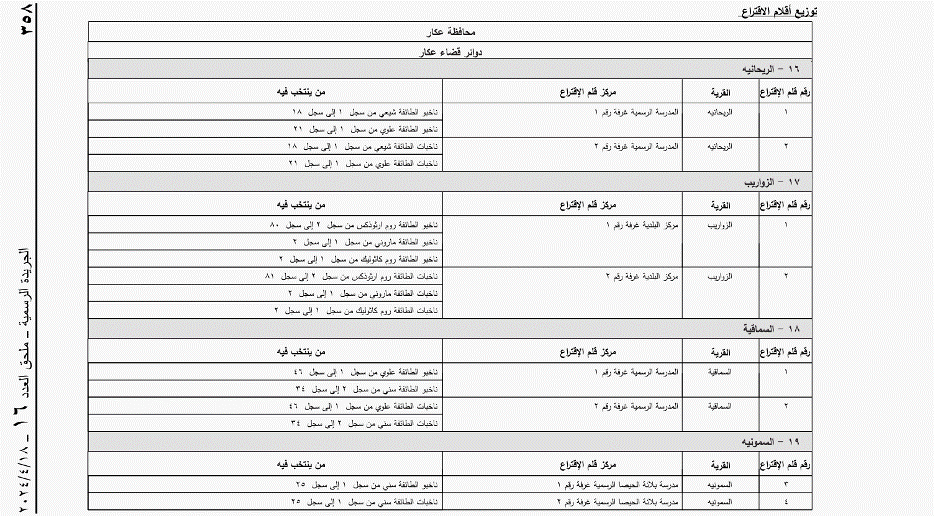 توزيع أقلام الاقتراع
محافظة عكار
دوائر قضاء عكار
١٦ - الريحانيه
رقم قلم الإقتراع القرية مركز قلم الإقتراع من ينتخب فيه
١ الريحانيه المدرسة الرسمية غرفة رقم ١ ناخبو الطائفة شيعي من سجل ١ إلى سجل ١٨
ناخبو الطائفة علوي من سجل ١ إلى سجل ٢١
٢ الريحانيه المدرسة الرسمية غرفة رقم ٢ ناخبات الطائفة شيعي من سجل ١ إلى سجل ١٨
ناخبات الطائفة علوي من سجل ١ إلى سجل ٢١
١٧ - الزواريب
رقم قلم الإقتراع القرية مركز قلم الإقتراع من ينتخب فيه
١ الزواريب مركز البلدية غرفة رقم ١ ناخبو الطائفة روم ارثوذكس من سجل ٢ إلى سجل ٨٠
ناخبو الطائفة ماروني من سجل ١ إلى سجل ٢
ناخبو الطائفة روم كاثوليك من سجل ١ إلى سجل ٢
٢ الزواريب مركز البلدية غرفة رقم ٢ ناخبات الطائفة روم ارثوذكس من سجل ٢ إلى سجل ٨١
ناخبات الطائفة ماروني من سجل ١ إلى سجل ٢
ناخبات الطائفة روم كاثوليك من سجل ١ إلى سجل ٢
١٨ - السماقية
رقم قلم الإقتراع القرية مركز قلم الإقتراع من ينتخب فيه
١ السماقية المدرسة الرسمية غرفة رقم ١ ناخبو الطائفة علوي من سجل ١ إلى سجل ٤٦
ناخبو الطائفة سني من سجل ٢ إلى سجل ٣٤
٢ السماقية المدرسة الرسمية غرفة رقم ٢ ناخبات الطائفة علوي من سجل ١ إلى سجل ٤٦
ناخبات الطائفة سني من سجل ٢ إلى سجل ٣٤
١٩ - السمونيه
رقم قلم الإقتراع القرية مركز قلم الإقتراع من ينتخب فيه
٣ السمونيه مدرسة بلانة الحيصا الرسمية غرفة رقم ١ ناخبو الطائفة سني من سجل ١ إلى سجل ٢٥
٤ السمونيه مدرسة بلانة الحيصا الرسمية غرفة رقم ٢ ناخبات الطائفة سني من سجل ١ إلى سجل ٢٥
٣٥٨
الجريدة الرسمية – ملحق العدد ١٦ – ٢٠٢٤/٤/١٨